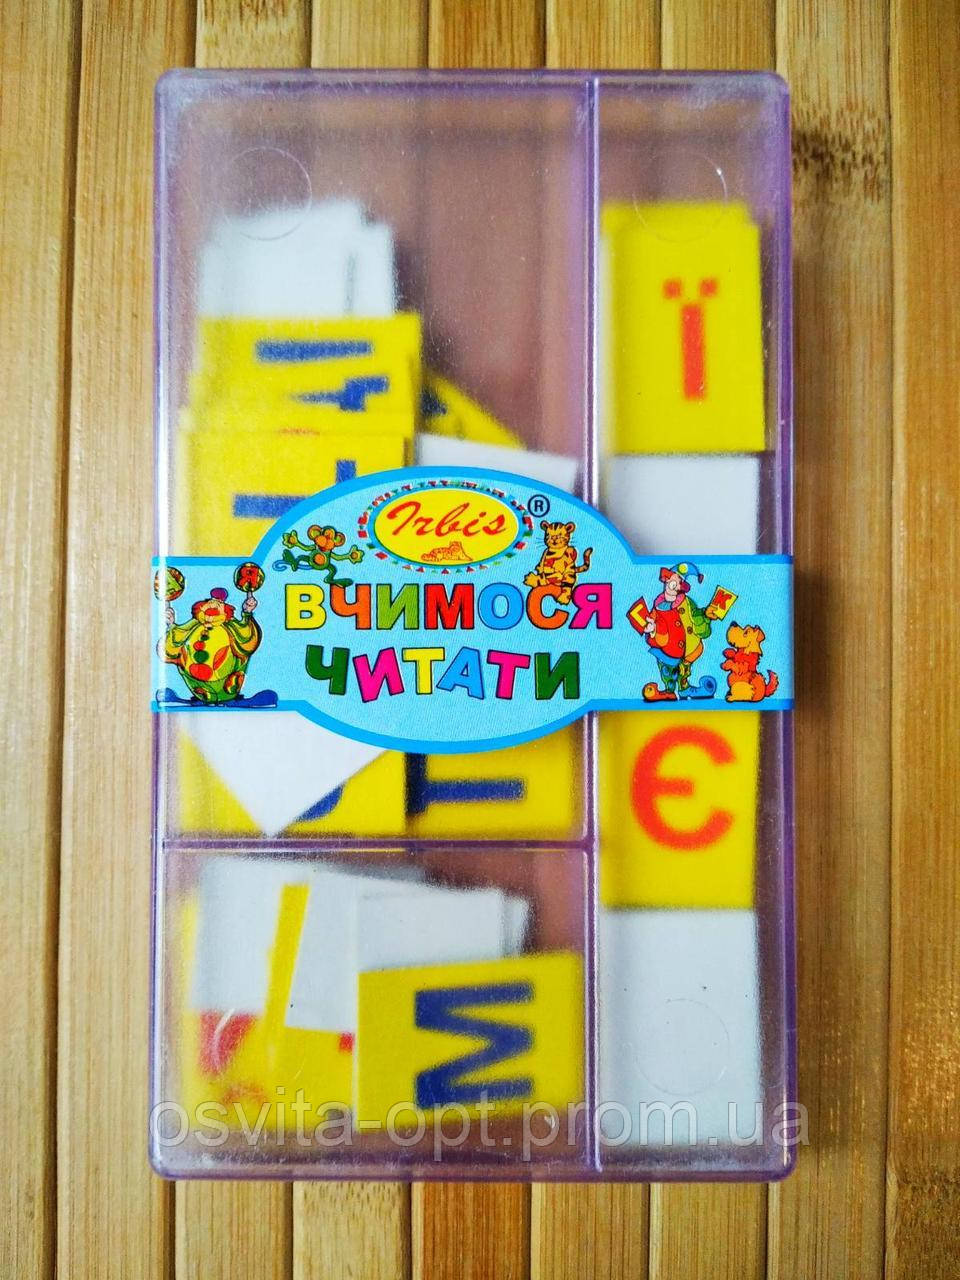 Ї
Irbis ®
Я
ВЧИМОСЯ
К
ЧИТАТИ
Є
Т
М
osvita-opt.prom.ua